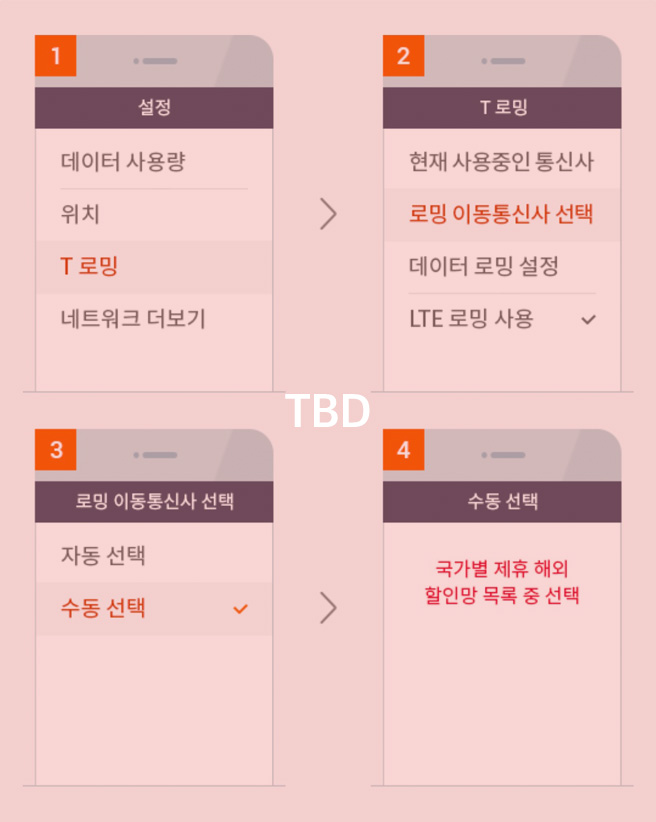 1
설정
데이터 사용량
위치
T 로밍
네트워크 더보기
2
T 로밍
현재 사용중인 통신사
로밍 이동통신사 선택
데이터 로밍 설정
LTE 로밍 사용
TBD
3
로밍 이동통신사 선택
자동 선택
수동 선택
4
수동 선택
국가별 제휴 해외
할인망 목록 중 선택